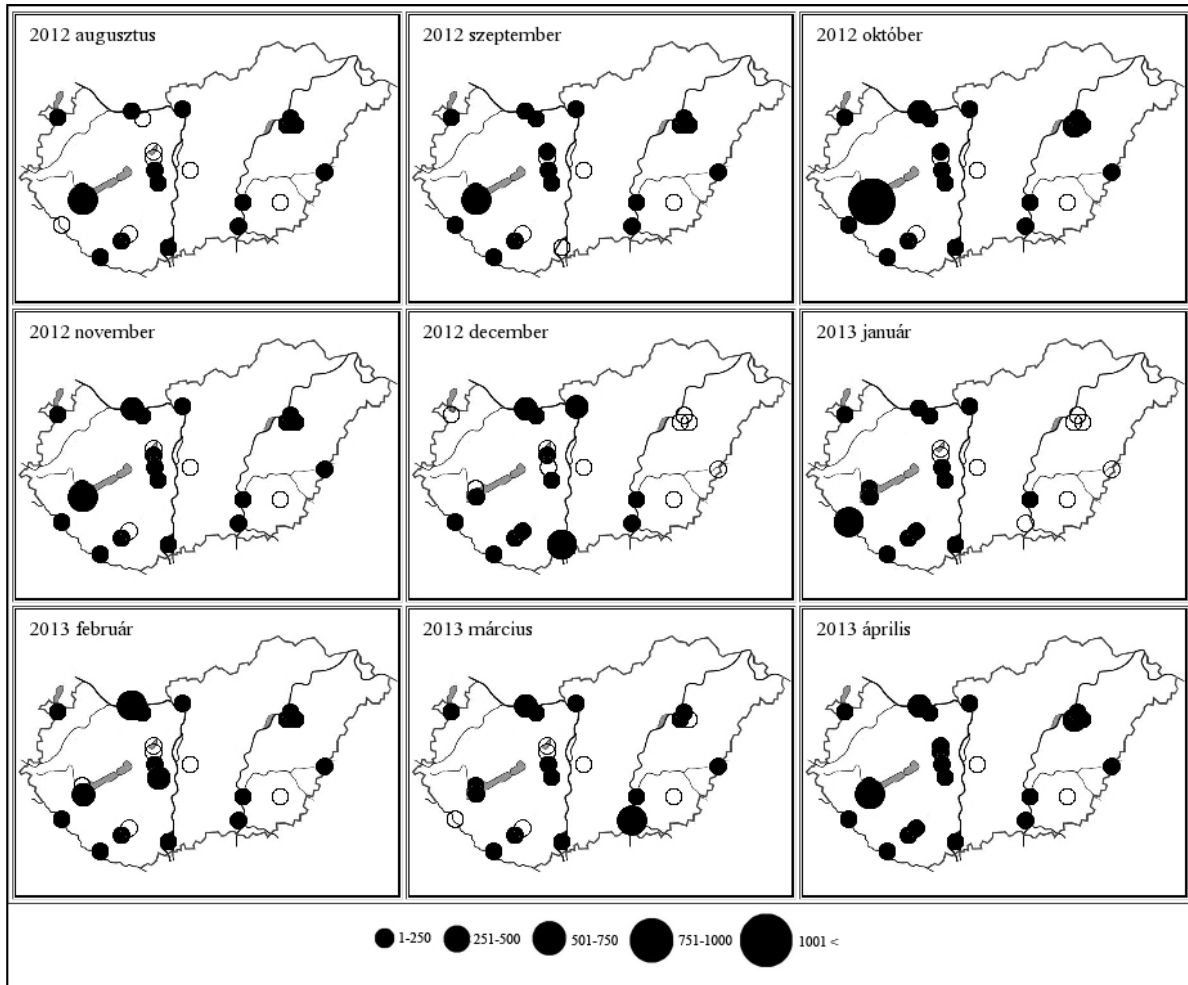 2012 augusztus
2012 szeptember
2012 október
2012 november
2012 december
2013 január
2013 február
2013 március
2013 április
1-250 251-500 501-750 751-1000 1001 <